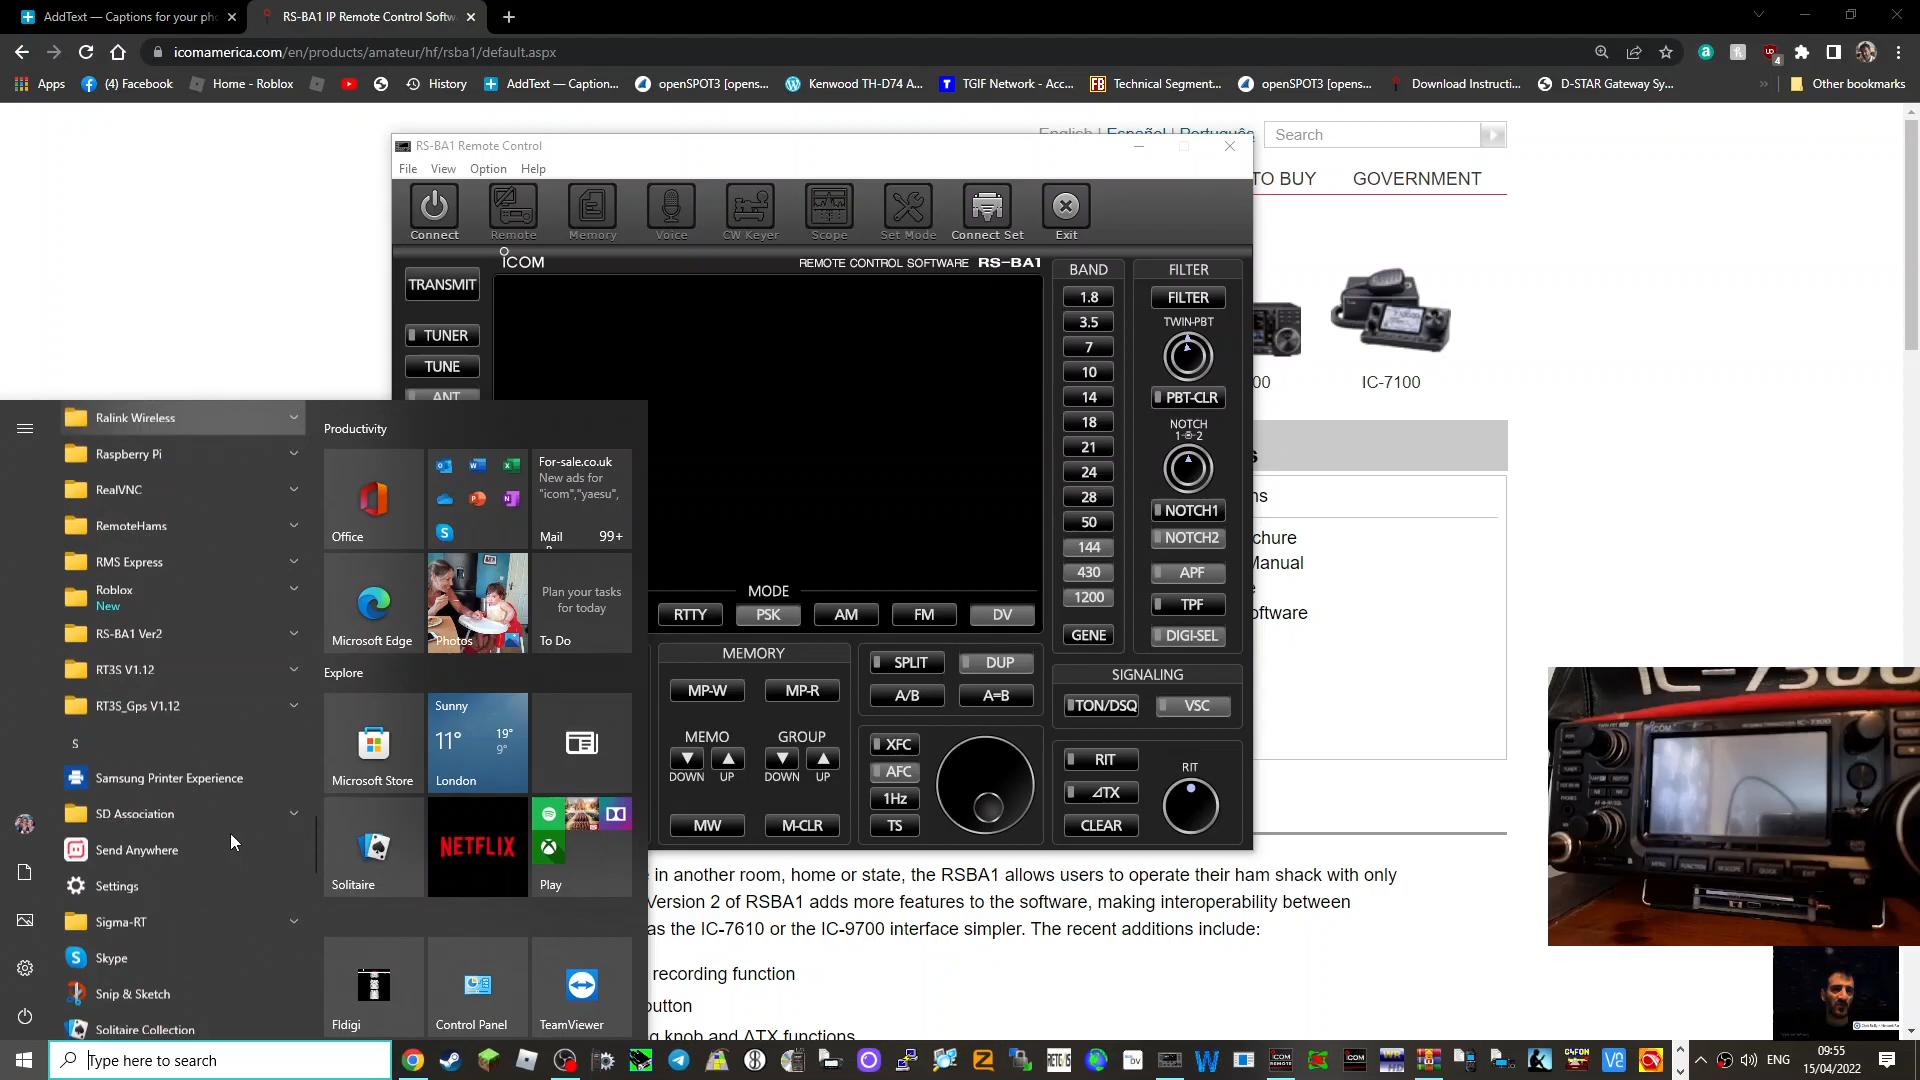 AddText — Captions for your pho
RS-BA1 IP Remote Control Softw
icomamerica.com/en/products/amateur/hf/rsba1/default.aspx
Apps
(4) Facebook
Home - Roblox
History
AddText — Caption...
openSPOT3 [opens...
Kenwood TH-D74 A...
TGIF Network - Acc...
Technical Segment...
openSPOT3 [opens...
Download Instructi...
D-STAR Gateway Sy...
Other bookmarks
English | Español | Português
Search
TO BUY
GOVERNMENT
RS-BA1 Remote Control
File View Option Help
Connect
Remote
Memory
Voice
CW Keyer
Scope
Set Mode
Connect Set
Exit
ICOM
REMOTE CONTROL SOFTWARE RS-BA1
TRANSMIT
TUNER
TUNE
ANT
BAND
1.8
3.5
7
10
14
18
21
24
28
50
144
430
1200
GENE
FILTER
FILTER
TWIN-PBT
PBT-CLR
NOTCH
1-2
NOTCH1
NOTCH2
APF
TPF
DIGI-SEL
MODE
RTTY
PSK
AM
FM
DV
MEMORY
MP-W
MP-R
MEMO
GROUP
DOWN
UP
DOWN
UP
MW
M-CLR
SPLIT
DUP
A/B
A=B
XFC
AFC
1Hz
TS
SIGNALING
TON/DSQ
VSC
RIT
⊿TX
CLEAR
RIT
00
IC-7100
s
ns
chure
Manual
e
oftware
Ralink Wireless
Raspberry Pi
RealVNC
RemoteHams
RMS Express
Roblox
New
RS-BA1 Ver2
RT3S V1.12
RT3S_Gps V1.12
S
Samsung Printer Experience
SD Association
Send Anywhere
Settings
Sigma-RT
Skype
Snip & Sketch
Solitaire Collection
Productivity
Office
For-sale.co.uk
New ads for
"icom","yaesu",
Mail
99+
Microsoft Edge
Photos
Plan your tasks
for today
To Do
Explore
Microsoft Store
Sunny
11°
19°
9°
London
Solitaire
NETFLIX
Play
Fldigi
Control Panel
TeamViewer
in another room, home or state, the RSBA1 allows users to operate their ham shack with only
Version 2 of RSBA1 adds more features to the software, making interoperability between
as the IC-7610 or the IC-9700 interface simpler. The recent additions include:
recording function
button
g knob and ΔTX functions
IC-7300
ICOM
Type here to search
ENG
09:55
15/04/2022